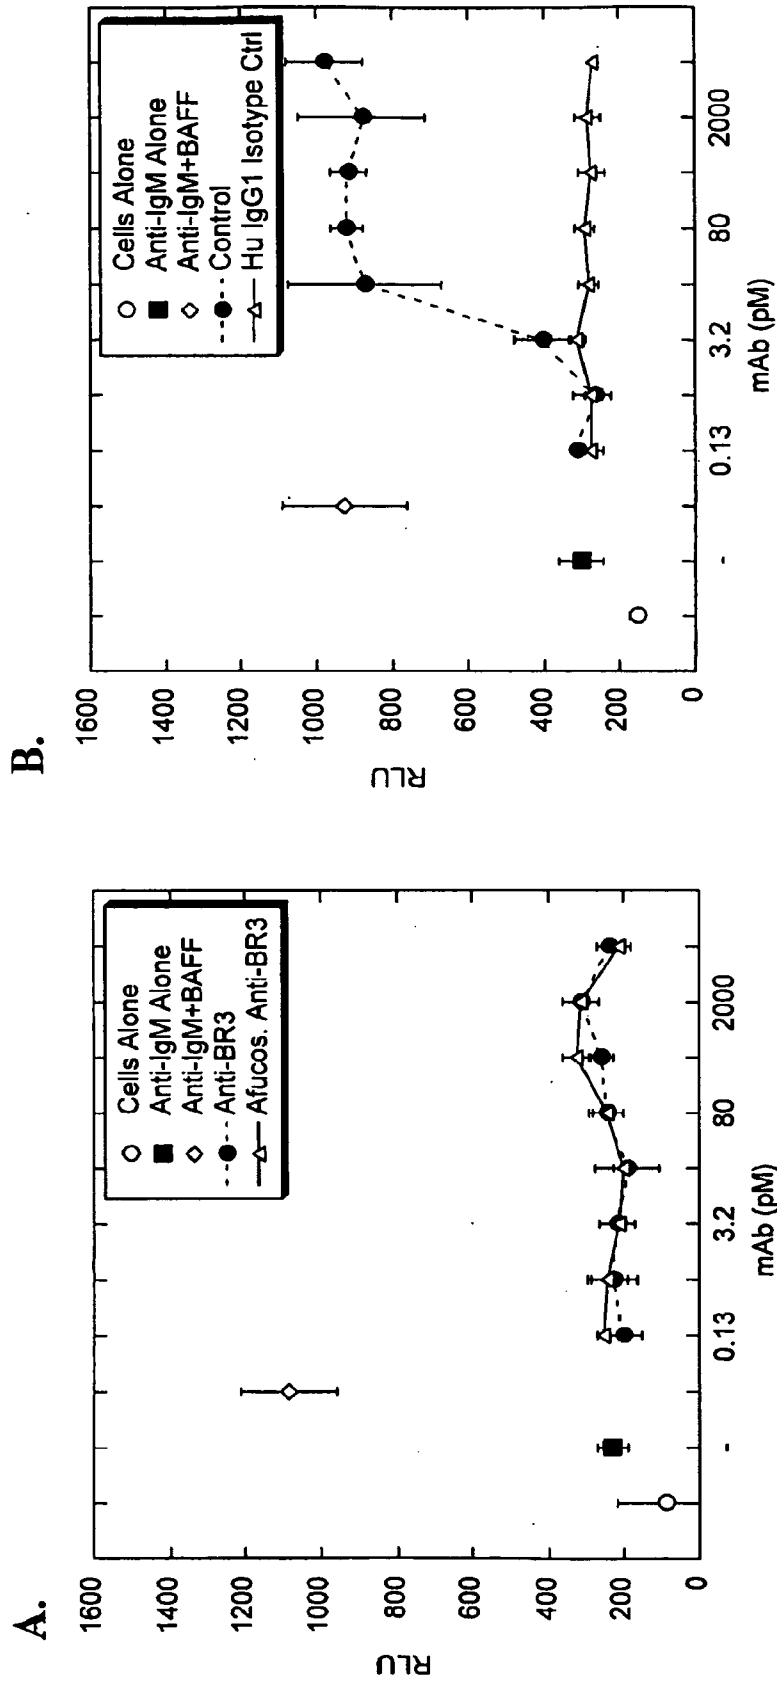 A.
1600
1400
1200
1000
800
600
400
200
0
RLU
Cells Alone
Anti-IgM Alone
Anti-IgM+BAFF
Anti-BR3
Afucos. Anti-BR3
- 0.13 3.2 80 2000
mAb (pM)
B.
1600
1400
1200
1000
800
600
400
200
0
RLU
Cells Alone
Anti-IgM Alone
Anti-IgM+BAFF
Control
Hu IgG1 Isotype Ctrl
- 0.13 3.2 80 2000
mAb (pM)